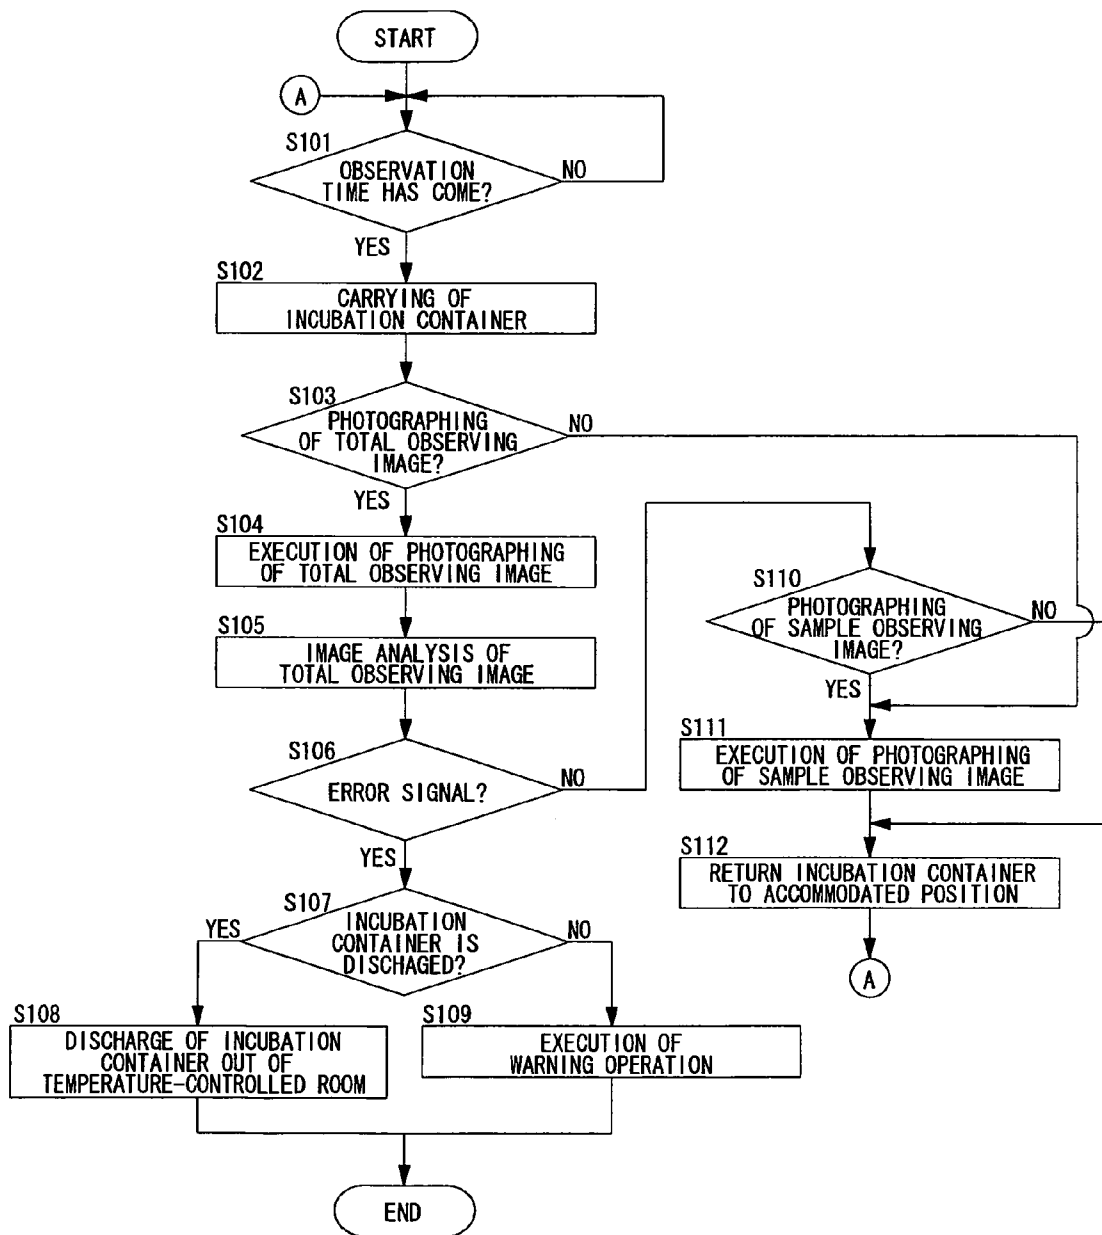 START
A
S101
OBSERVATION
TIME HAS COME?
NO
YES
S102
CARRYING OF
INCUBATION CONTAINER
S103
PHOTOGRAPHING
OF TOTAL OBSERVING
IMAGE?
NO
YES
S104
EXECUTION OF PHOTOGRAPHING
OF TOTAL OBSERVING IMAGE
S105
IMAGE ANALYSIS OF
TOTAL OBSERVING IMAGE
S106
ERROR SIGNAL?
NO
YES
S107
INCUBATION
CONTAINER IS
DISCHAGED?
YES
NO
S108
DISCHARGE OF INCUBATION
CONTAINER OUT OF
TEMPERATURE-CONTROLLED ROOM
S109
EXECUTION OF
WARNING OPERATION
END
S110
PHOTOGRAPHING
OF SAMPLE OBSERVING
IMAGE?
NO
YES
S111
EXECUTION OF PHOTOGRAPHING
OF SAMPLE OBSERVING IMAGE
S112
RETURN INCUBATION CONTAINER
TO ACCOMMODATED POSITION
A